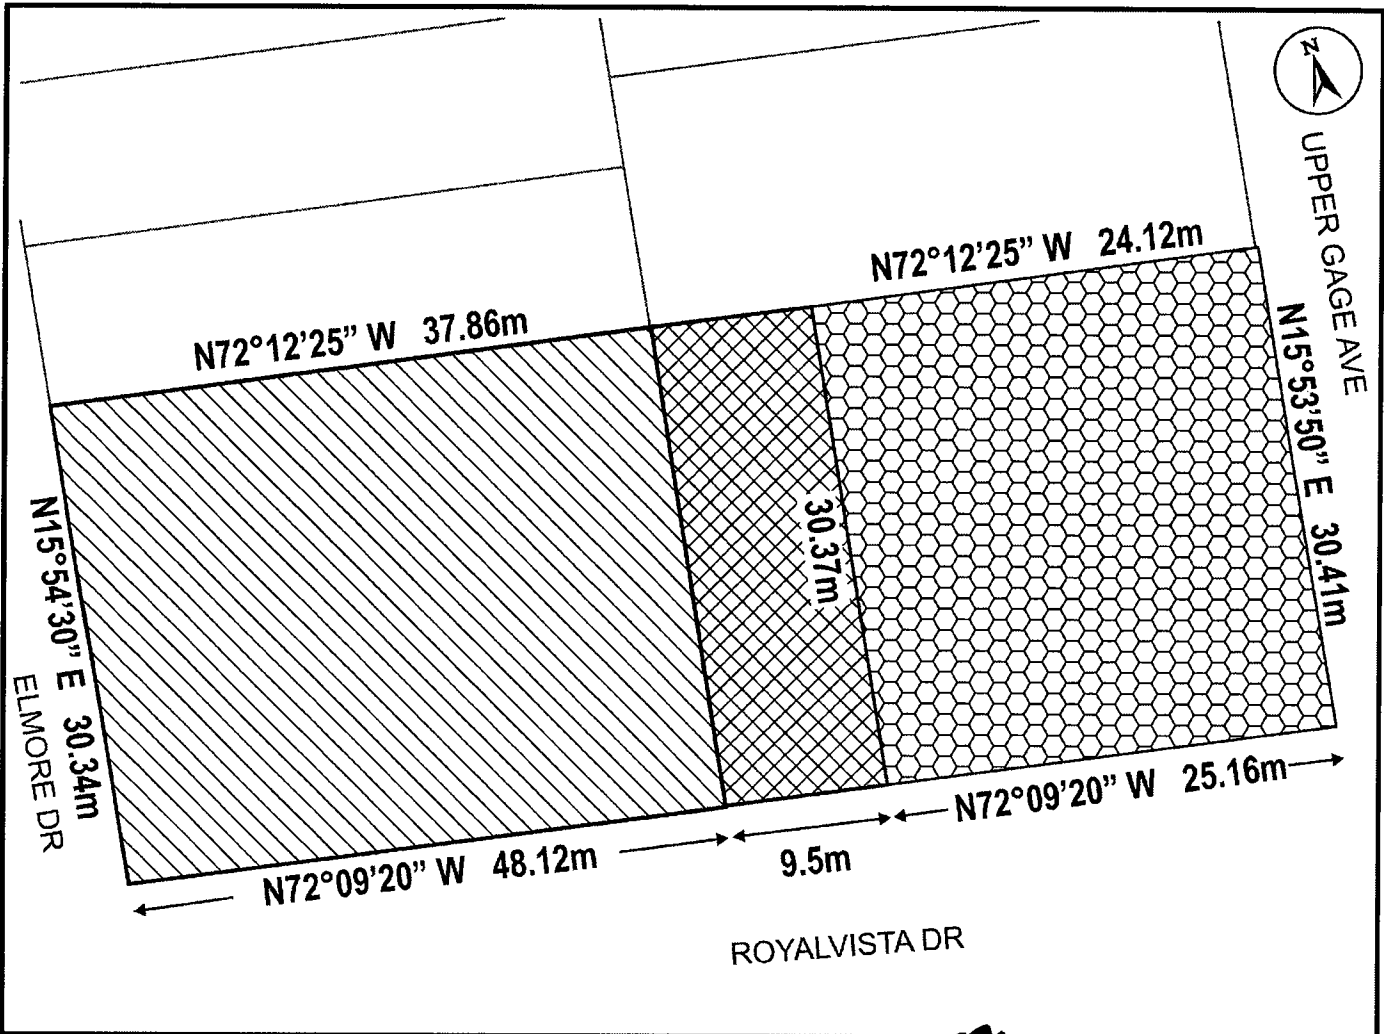 N
UPPER GAGE AVE
N72°12'25” W 24.12m
N72°12'25” W 37.86m
N15°53'50” E 30.41m
30.37m
N15°54'30” E 30.34m
ELMORE DR
N72°09'20” W 25.16m
N72°09'20” W 48.12m
9.5m
ROYALVISTA DR